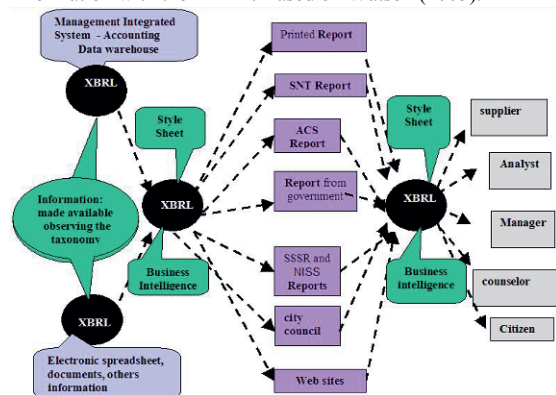 Management Integrated
System - Accounting
Data warehouse
XBRL
Style
Sheet
Information:
made available
observing the
taxonomy
XBRL
Business
Intelligence
XBRL
Electronic spreadsheet,
documents, others
information
Printed Report
SNT Report
ACS
Report
Report from
government
SSSR and
NISS
Reports
city
council
Web sites
Style
Sheet
XBRL
Business
intelligence
supplier
Analyst
Manager
counselor
Citizen